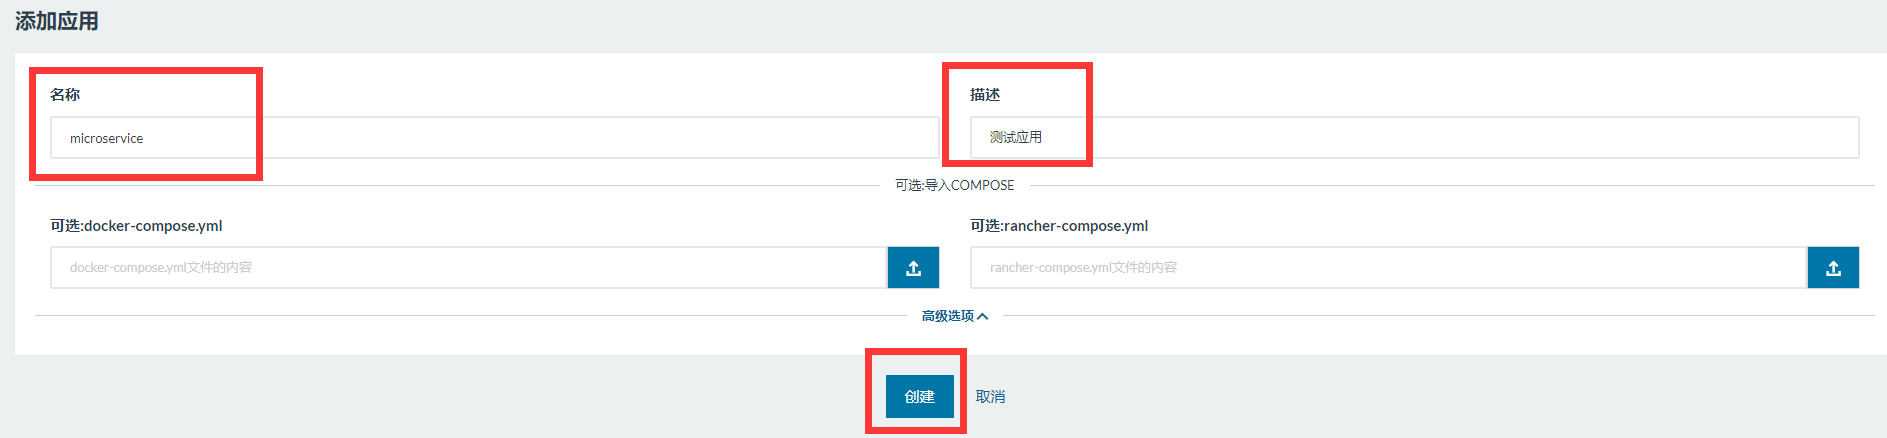 添加应用
名称
描述
microservice
测试应用
可选:导入COMPOSE
可选:docker-compose.yml
可选:rancher-compose.yml
docker-compose.yml文件的内容
rancher-compose.yml文件的内容
高级选项
创建
取消